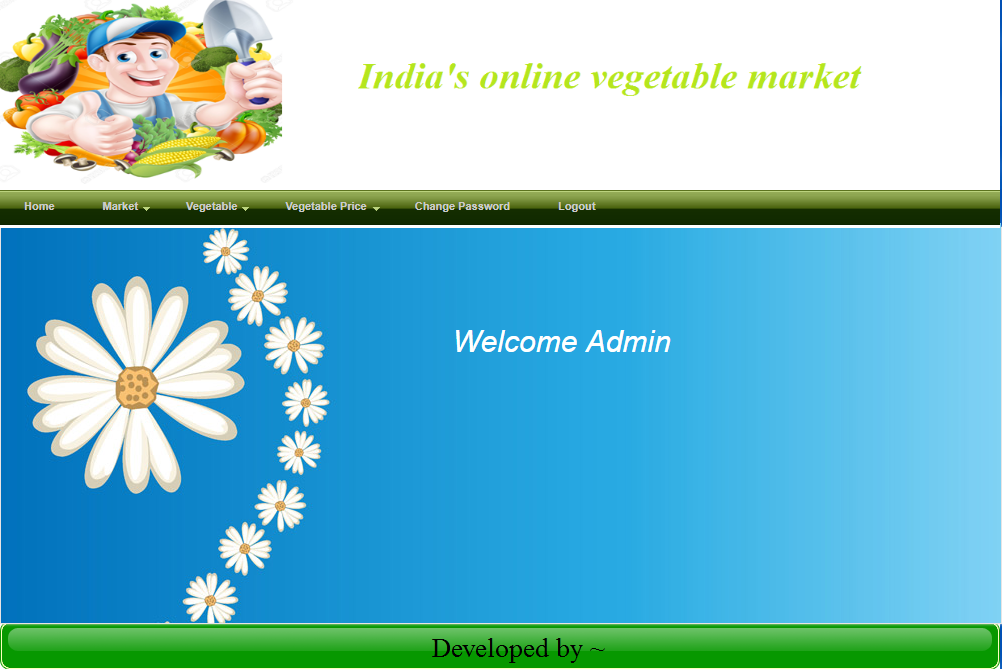 India's online vegetable market
Home Market Vegetable Vegetable Price Change Password Logout
Welcome Admin
Developed by ~